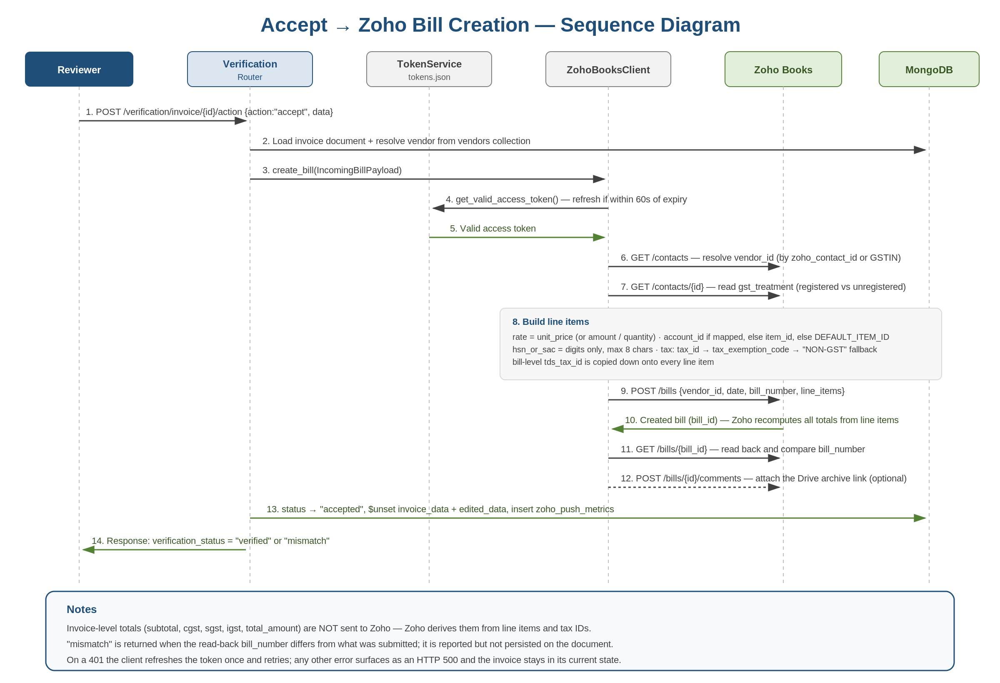 Accept → Zoho Bill Creation — Sequence Diagram
Reviewer
Verification
Router
TokenService
tokens.json
ZohoBooksClient
Zoho Books
MongoDB
1. POST /verification/invoice/{id}/action {action:"accept", data}
2. Load invoice document + resolve vendor from vendors collection
3. create_bill(IncomingBillPayload)
4. get_valid_access_token() — refresh if within 60s of expiry
5. Valid access token
6. GET /contacts — resolve vendor_id (by zoho_contact_id or GSTIN)
7. GET /contacts/{id} — read gst_treatment (registered vs unregistered)
8. Build line items
rate = unit_price (or amount / quantity) · account_id if mapped, else item_id, else DEFAULT_ITEM_ID
hsn_or_sac = digits only, max 8 chars · tax: tax_id → tax_exemption_code → "NON-GST" fallback
bill-level tds_tax_id is copied down onto every line item
9. POST /bills {vendor_id, date, bill_number, line_items}
10. Created bill (bill_id) — Zoho recomputes all totals from line items
11. GET /bills/{bill_id} — read back and compare bill_number
12. POST /bills/{id}/comments — attach the Drive archive link (optional)
13. status → "accepted", $unset invoice_data + edited_data, insert zoho_push_metrics
14. Response: verification_status = "verified" or "mismatch"
Notes
Invoice-level totals (subtotal, cgst, sgst, igst, total_amount) are NOT sent to Zoho — Zoho derives them from line items and tax IDs.
"mismatch" is returned when the read-back bill_number differs from what was submitted; it is reported but not persisted on the document.
On a 401 the client refreshes the token once and retries; any other error surfaces as an HTTP 500 and the invoice stays in its current state.